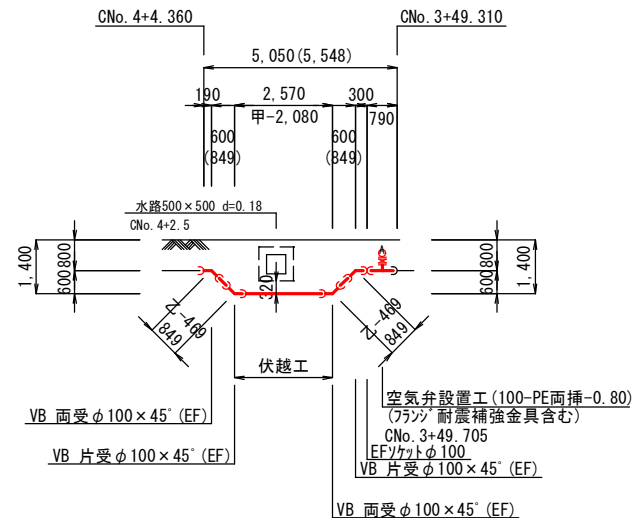 CNo. 4+4.360
CNo. 3+49.310
5,050(5,548)
190
2,570
300
甲-2,080
790
600
(849)
600
(849)
水路500×500 d=0.18
CNo. 4+2.5
1,400
800
600
320
800
600
1,400
乙-469
849
乙-469
849
伏越工
空気弁設置工(100-PE両挿-0.80)
(フランジ耐震補強金具含む)
CNo. 3+49.705
EFソケットφ100
VB 両受φ100×45°(EF)
VB 片受φ100×45°(EF)
VB 片受φ100×45°(EF)
VB 両受φ100×45°(EF)